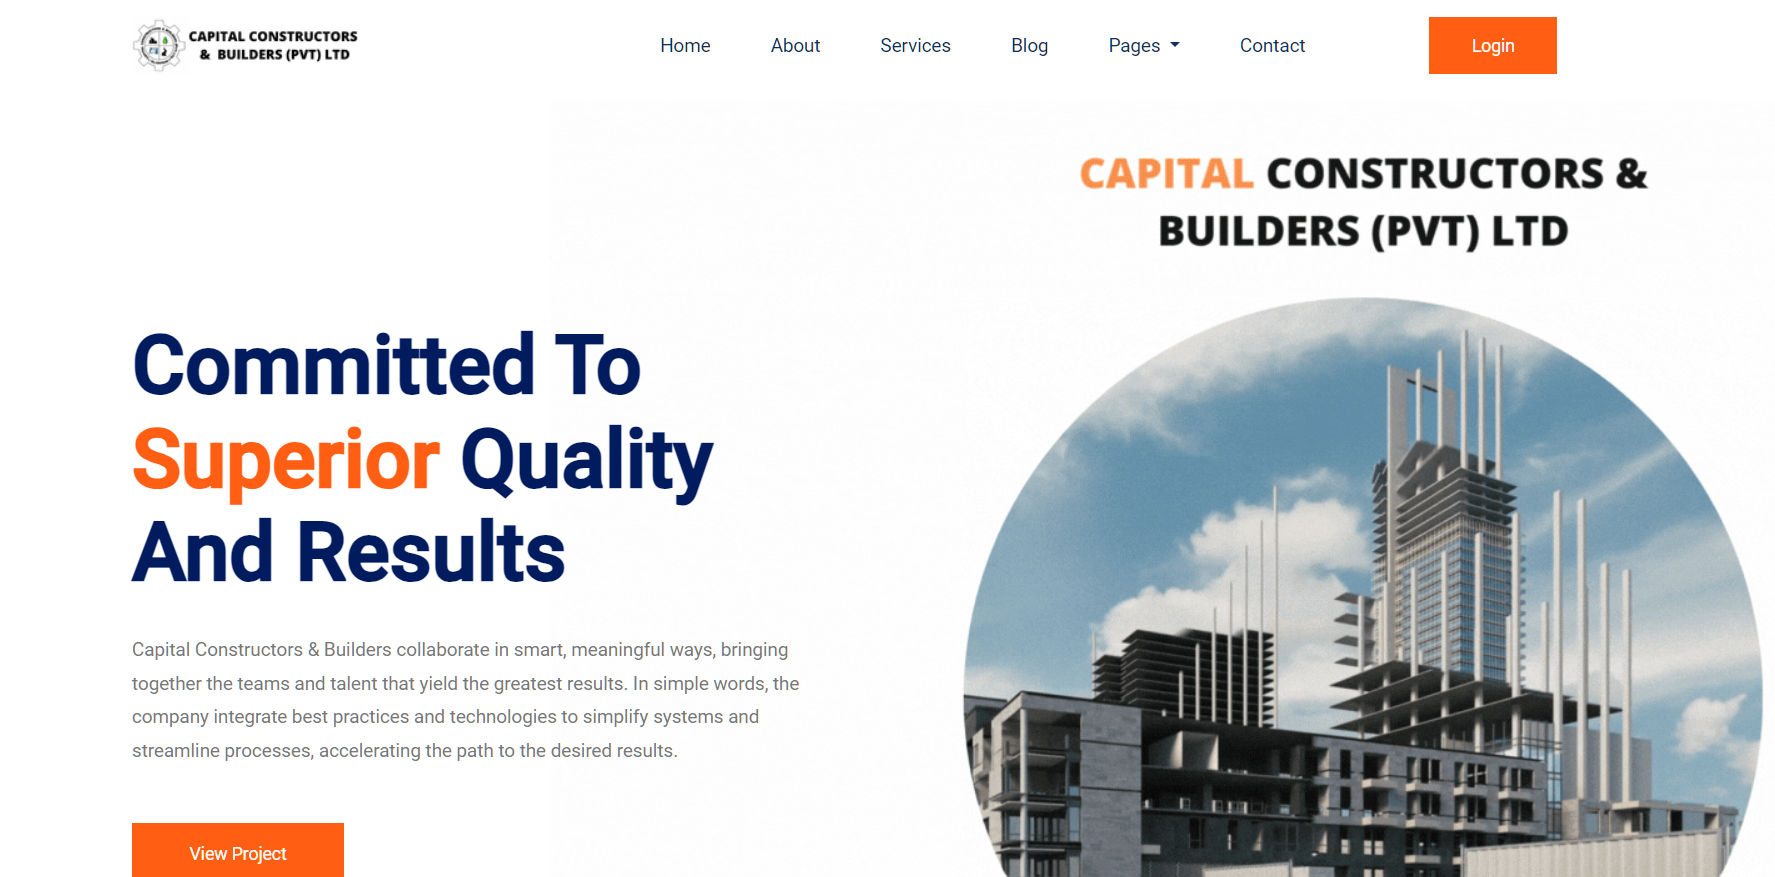 CAPITAL CONSTRUCTORS
& BUILDERS (PVT) LTD
Home
About
Services
Blog
Pages
Contact
Login
CAPITAL CONSTRUCTORS &
BUILDERS (PVT) LTD
Committed To
Superior Quality
And Results
Capital Constructors & Builders collaborate in smart, meaningful ways, bringing
together the teams and talent that yield the greatest results. In simple words, the
company integrate best practices and technologies to simplify systems and
streamline processes, accelerating the path to the desired results.
View Project